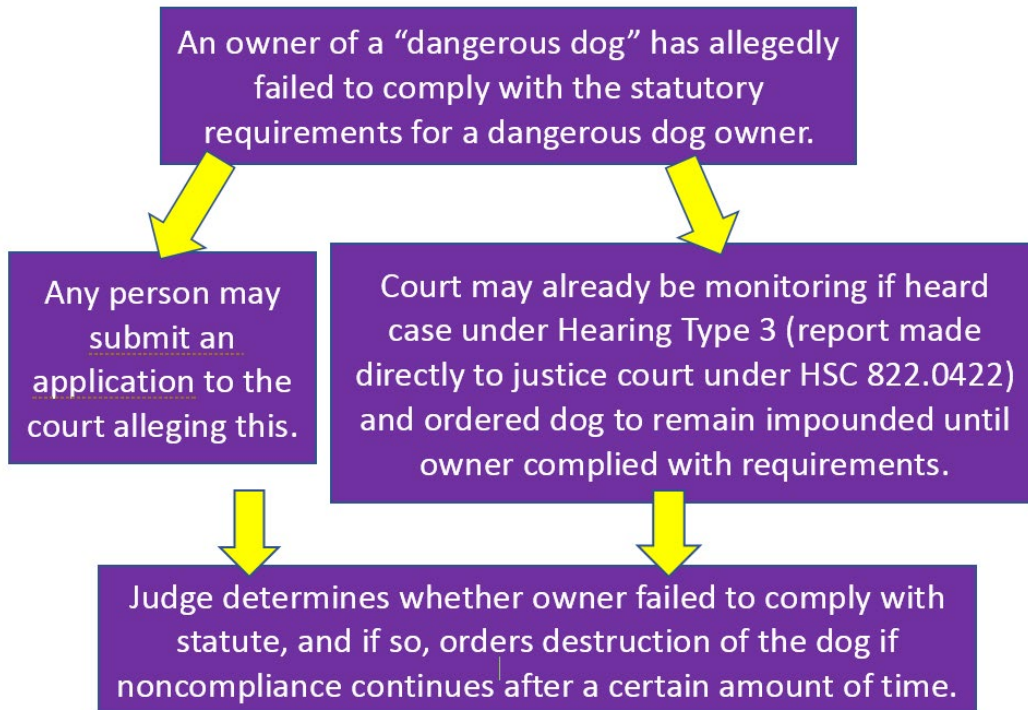 An owner of a “dangerous dog” has allegedly
failed to comply with the statutory
requirements for a dangerous dog owner.
Any person may
submit an
application to the
court alleging this.
Court may already be monitoring if heard
case under Hearing Type 3 (report made
directly to justice court under HSC 822.0422)
and ordered dog to remain impounded until
owner complied with requirements.
Judge determines whether owner failed to comply with
statute, and if so, orders destruction of the dog if
noncompliance continues after a certain amount of time.